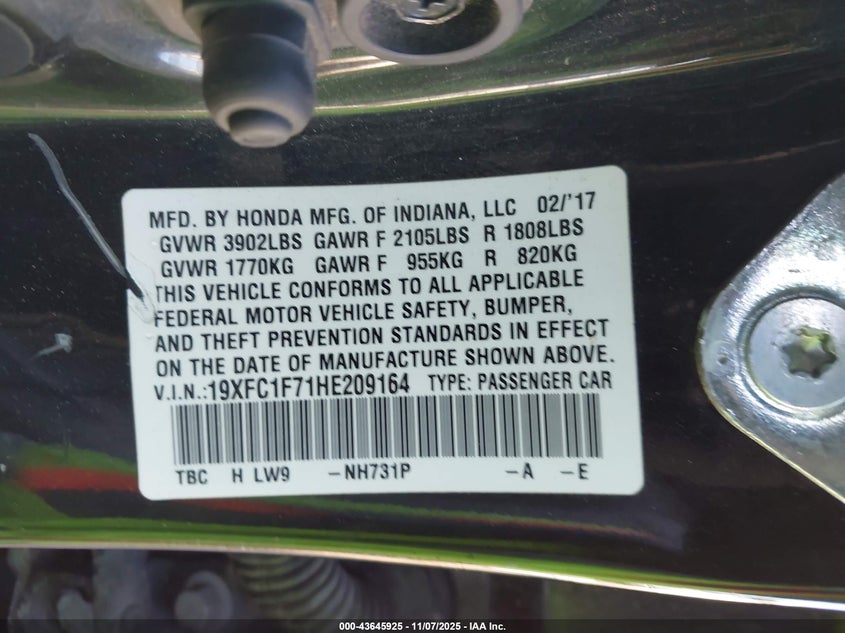 MFD. BY HONDA MFG. OF INDIANA, LLC 02/'17
GVWR 3902LBS GAWR F 2105LBS R 1808LBS
GVWR 1770KG GAWR F 955KG R 820KG
THIS VEHICLE CONFORMS TO ALL APPLICABLE
FEDERAL MOTOR VEHICLE SAFETY, BUMPER,
AND THEFT PREVENTION STANDARDS IN EFFECT
ON THE DATE OF MANUFACTURE SHOWN ABOVE.
V.I.N.:19XFC1F71HE209164 TYPE: PASSENGER CAR
TBC H LW9 -NH731P -A -E
000-43645925 - 11/07/2025 - IAA Inc.